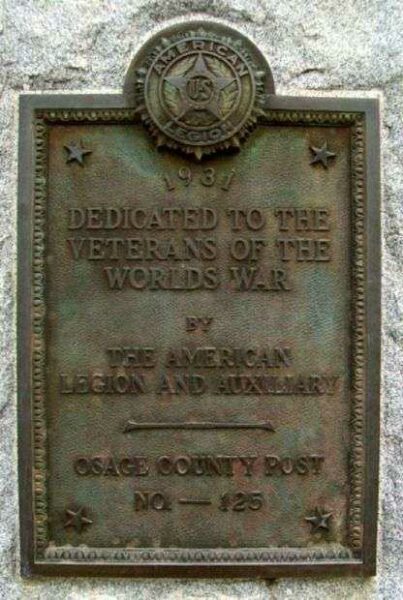 AMERICAN
US
LEGION
1931
DEDICATED TO THE
VETERANS OF THE
WORLDS WAR
BY
THE AMERICAN
LEGION AND AUXILIARY
OSAGE COUNTY POST
NO. — 125